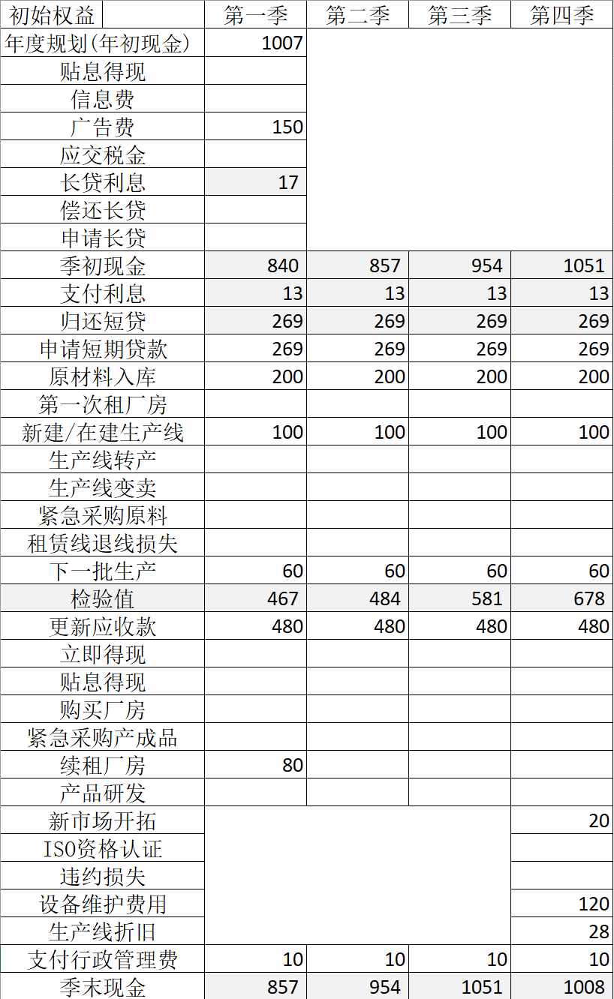 初始权益 第一季 第二季 第三季 第四季
年度规划(年初现金) 1007
贴息得现
信息费
广告费 150
应交税金
长贷利息 17
偿还长贷
申请长贷
季初现金 840 857 954 1051
支付利息 13 13 13 13
归还短贷 269 269 269 269
申请短期贷款 269 269 269 269
原材料入库 200 200 200 200
第一次租厂房
新建/在建生产线 100 100 100 100
生产线转产
生产线变卖
紧急采购原料
租赁线退线损失
下一批生产 60 60 60 60
检验值 467 484 581 678
更新应收款 480 480 480 480
立即得现
贴息得现
购买厂房
紧急采购产成品
续租厂房 80
产品研发
新市场开拓 20
ISO资格认证
违约损失
设备维护费用 120
生产线折旧 28
支付行政管理费 10 10 10 10
季末现金 857 954 1051 1008